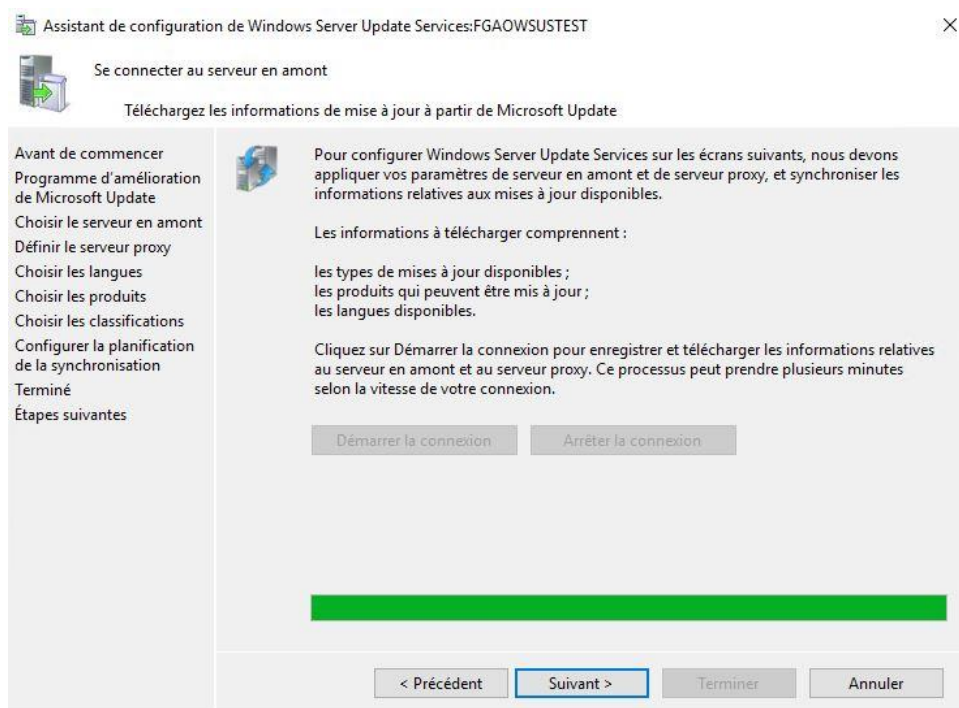 Assistant de configuration de Windows Server Update Services:FGAOWSUSTEST
Se connecter au serveur en amont
Téléchargez les informations de mise à jour à partir de Microsoft Update
Avant de commencer
Programme d'amélioration
de Microsoft Update
Choisir le serveur en amont
Définir le serveur proxy
Choisir les langues
Choisir les produits
Choisir les classifications
Configurer la planification
de la synchronisation
Terminé
Étapes suivantes
Pour configurer Windows Server Update Services sur les écrans suivants, nous devons
appliquer vos paramètres de serveur en amont et de serveur proxy, et synchroniser les
informations relatives aux mises à jour disponibles.
Les informations à télécharger comprennent :
les types de mises à jour disponibles ;
les produits qui peuvent être mis à jour ;
les langues disponibles.
Cliquez sur Démarrer la connexion pour enregistrer et télécharger les informations relatives
au serveur en amont et au serveur proxy. Ce processus peut prendre plusieurs minutes
selon la vitesse de votre connexion.
Démarrer la connexion
Arrêter la connexion
< Précédent
Suivant >
Terminer
Annuler